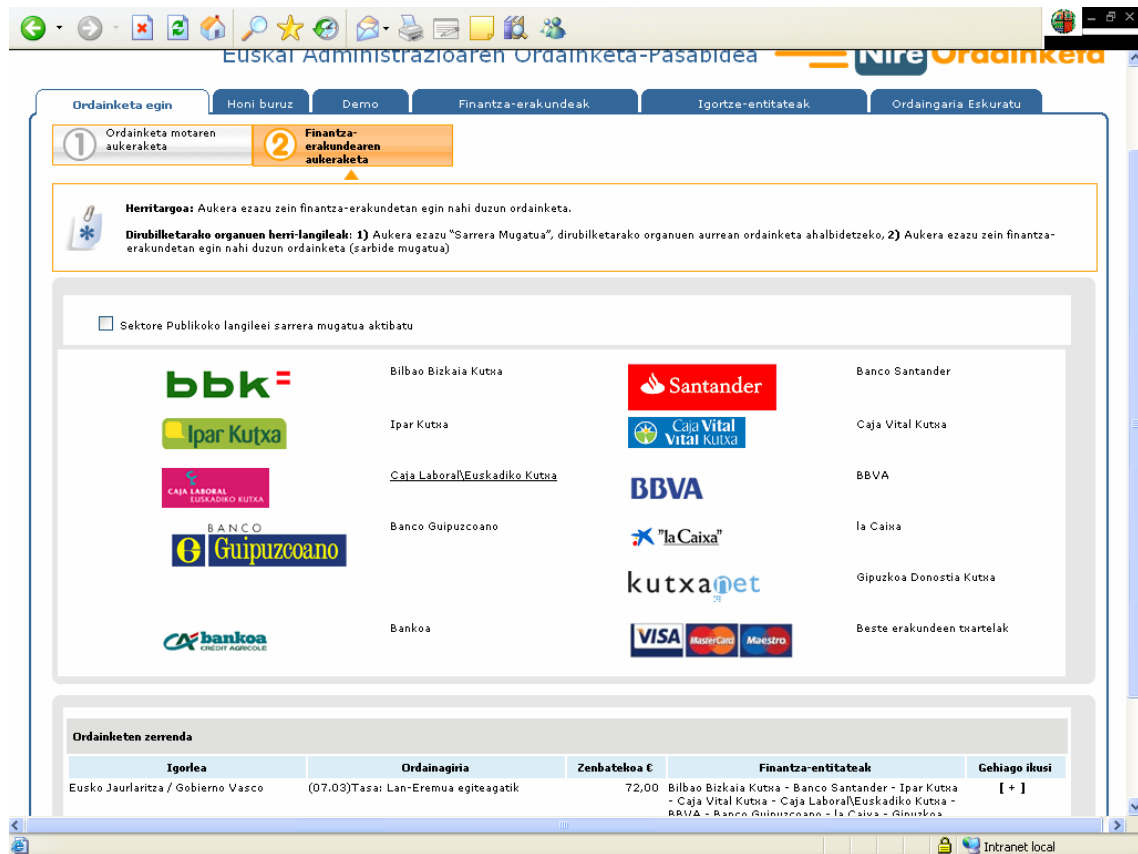 Euskal Administrazioaren Ordainketa-Pasabidea
Nire Ordainketa
Ordainketa egin
Honi buruz
Demo
Finantza-erakundeak
Igortze-entitateak
Ordaingaria Eskuratu
1 Ordainketa motaren
aukeraketa
2 Finantza-
erakundearen
aukeraketa
Herritargoa: Aukera ezazu zein finantza-erakundetan egin nahi duzun ordainketa.
Dirubilketarako organuen herri-langileak: 1) Aukera ezazu "Sarrera Mugatua", dirubilketarako organuen aurrean ordainketa ahalbidetzeko, 2) Aukera ezazu zein finantza-
erakundetan egin nahi duzun ordainketa (sarbide mugatua)
Sektore Publikoko langileei sarrera mugatua aktibatu
bbk
Bilbao Bizkaia Kutxa
Santander
Banco Santander
Ipar Kutxa
Ipar Kutxa
Caja Vital
Vital Kutxa
Caja Vital Kutxa
CAJA LABORAL
EUSKADIKO KUTXA
Caja Laboral\Euskadiko Kutxa
BBVA
BBVA
BANCO
Guipuzcoano
Banco Guipuzcoano
"la Caixa"
la Caixa
kutxanet
Gipuzkoa Donostia Kutxa
CA bankoa
CREDIT AGRICOLE
Bankoa
VISA MasterCard Maestro
Beste erakundeen txartelak
Ordainketen zerrenda
Igorlea
Ordainagiria
Zenbatekoa €
Finantza-entitateak
Gehiago ikusi
Eusko Jaurlaritza / Gobierno Vasco
(07.03)Tasa: Lan-Eremua egiteagatik
72,00
Bilbao Bizkaia Kutxa - Banco Santander - Ipar Kutxa
- Caja Vital Kutxa - Caja Laboral\Euskadiko Kutxa -
BBVA - Banco Guipuzcoano - la Caixa - Gipuzkoa
[ + ]
Intranet local